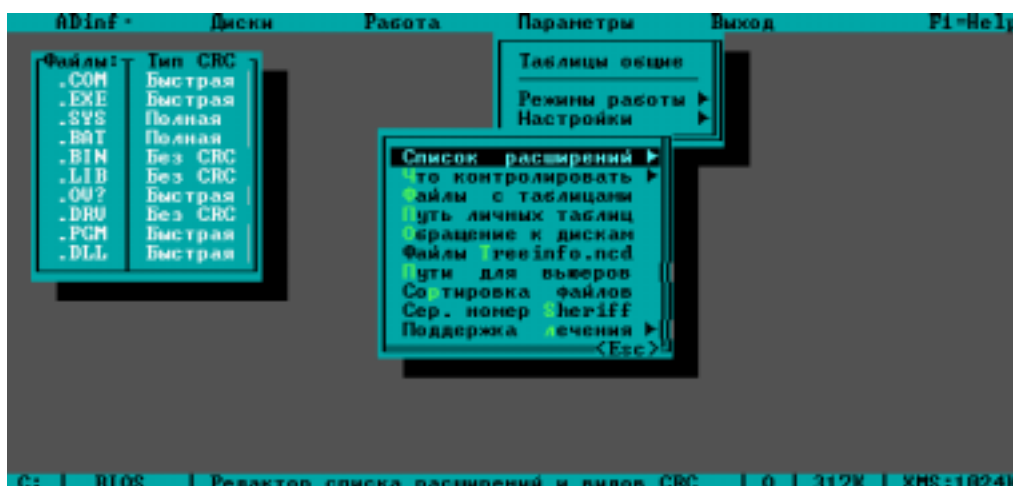 ADinf Диски Работа Параметры Выход F1-Help
Файлы: Тип CRC
.COM Быстрая
.EXE Быстрая
.SYS Полная
.BAT Полная
.BIN Без CRC
.LIB Без CRC
.OV? Быстрая
.DRV Без CRC
.PGM Быстрая
.DLL Быстрая
Таблицы общие
Режимы работы
Настройки
Список расширений
Что контролировать
Файлы с таблицами
Путь личных таблиц
Обращение к дискам
Файлы Treeinfo.ncd
Пути для вьюеров
Сортировка файлов
Сер. номер Sheriff
Поддержка лечения
<Esc>
C: | BIOS | Редактор списка расширений и видов CRC | 0 | 317K | XMS:1024K